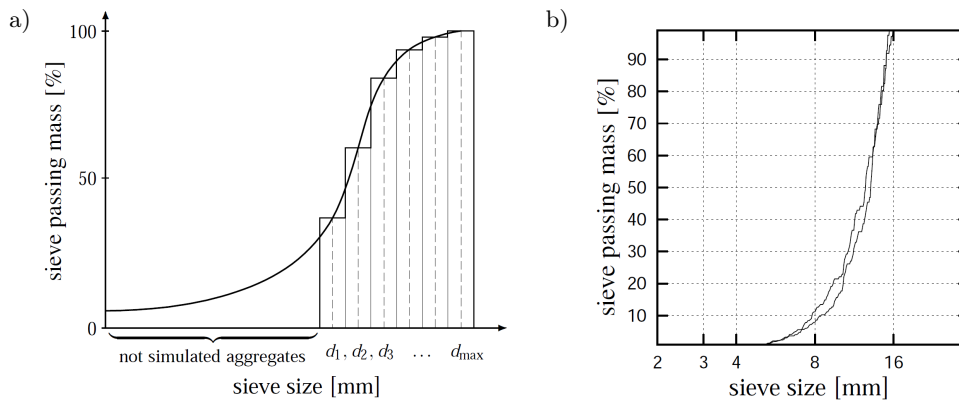 a)
sieve passing mass [%]
100
50
0
not simulated aggregates
d₁, d₂, d₃ ... d_max
sieve size [mm]
b)
sieve passing mass [%]
90
80
70
60
50
40
30
20
10
2 3 4 8 16
sieve size [mm]